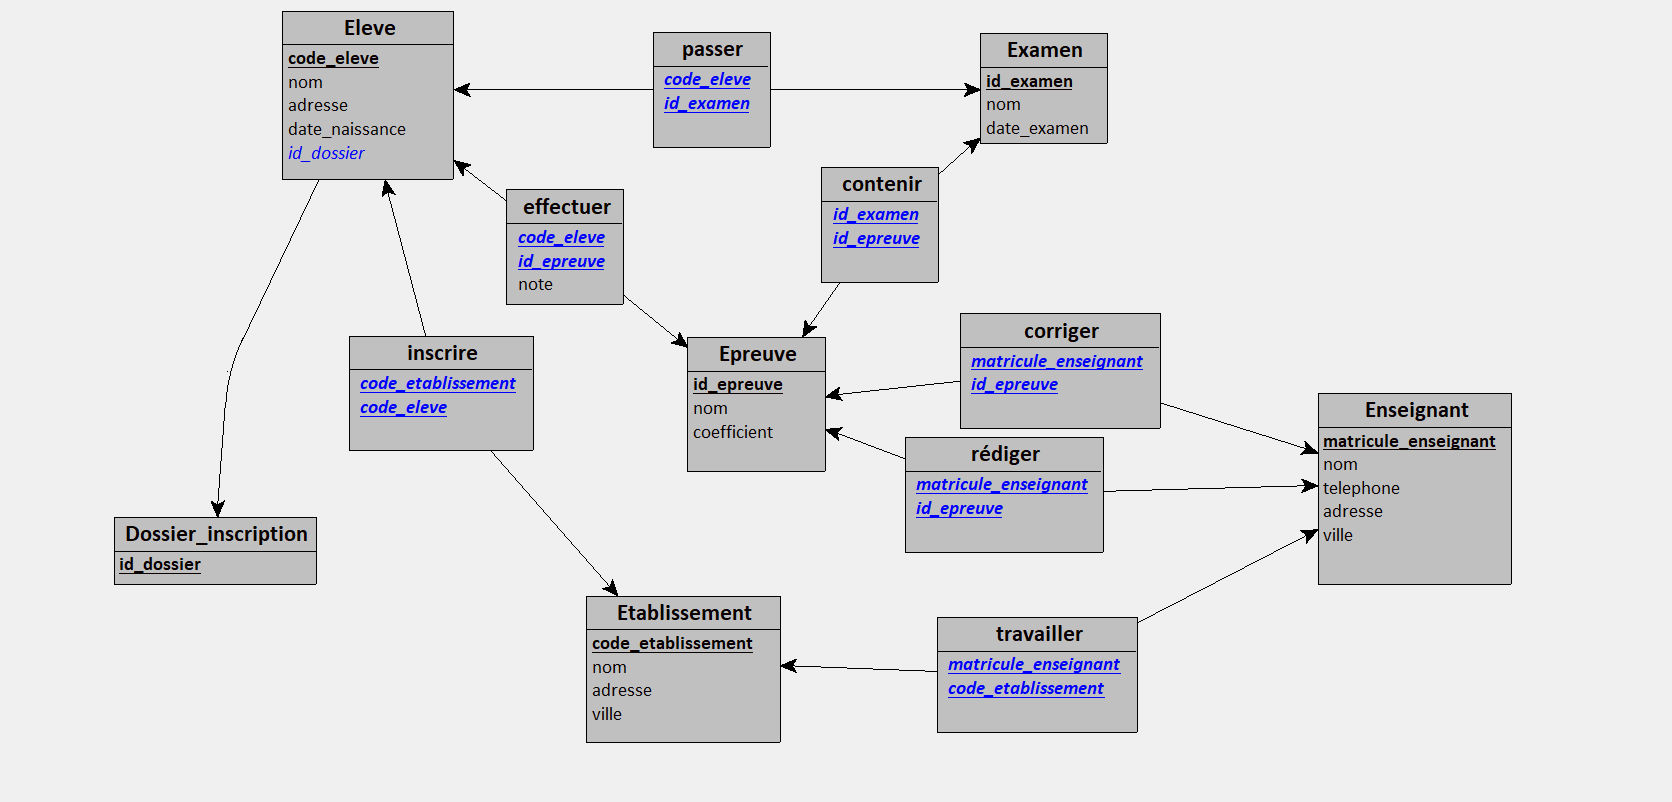 Eleve
code_eleve
nom
adresse
date_naissance
id_dossier
passer
code_eleve
id_examen
Examen
id_examen
nom
date_examen
effectuer
code_eleve
id_epreuve
note
contenir
id_examen
id_epreuve
inscrire
code_etablissement
code_eleve
Epreuve
id_epreuve
nom
coefficient
corriger
matricule_enseignant
id_epreuve
rédiger
matricule_enseignant
id_epreuve
Enseignant
matricule_enseignant
nom
telephone
adresse
ville
Dossier_inscription
id_dossier
Etablissement
code_etablissement
nom
adresse
ville
travailler
matricule_enseignant
code_etablissement